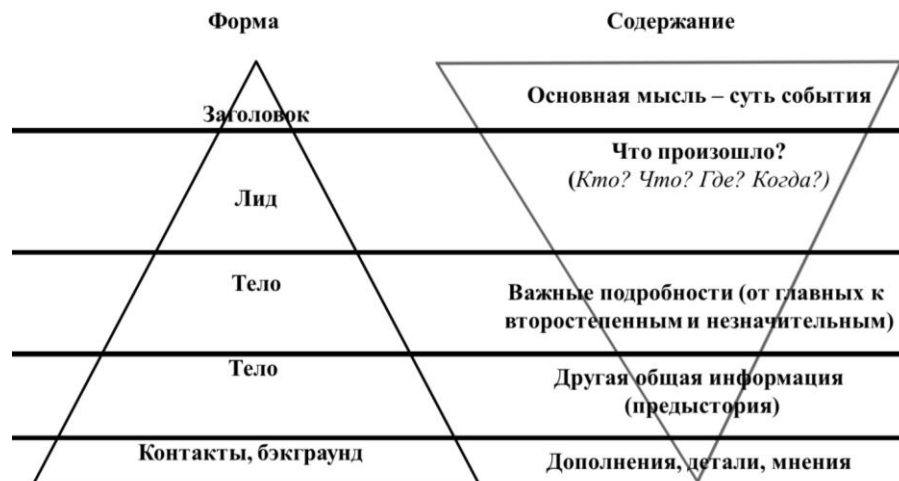 Форма
Содержание
Заголовок
Основная мысль – суть события
Лид
Что произошло?
(Кто? Что? Где? Когда?)
Тело
Важные подробности (от главных к
второстепенным и незначительным)
Тело
Другая общая информация
(предыстория)
Контакты, бэкграунд
Дополнения, детали, мнения